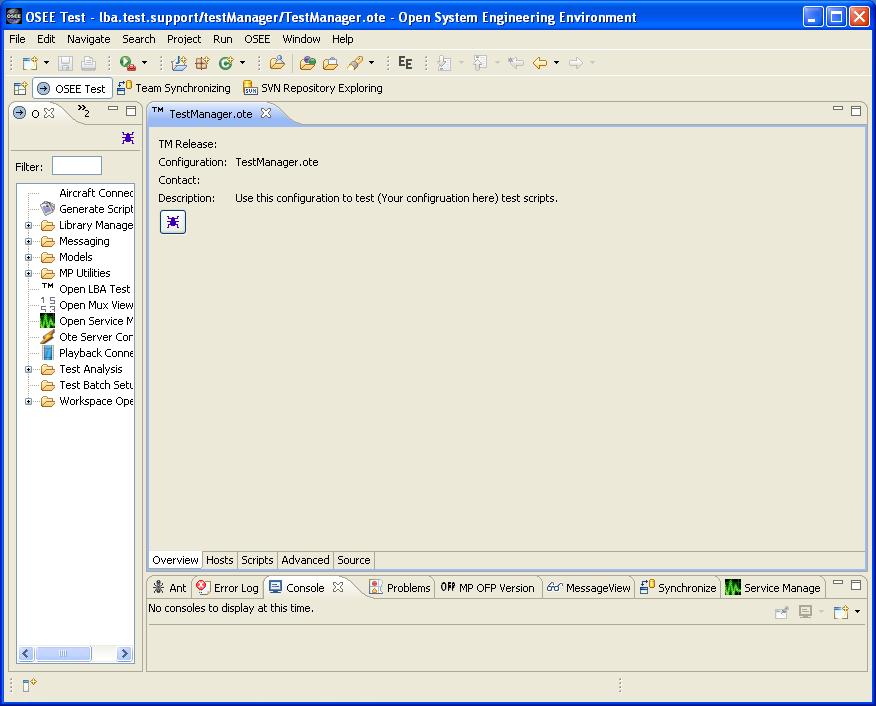 OSEE Test - lba.test.support/testManager/TestManager.ote - Open System Engineering Environment
File Edit Navigate Search Project Run OSEE Window Help
EE
OSEE Test Team Synchronizing SVN Repository Exploring
O 2
TM TestManager.ote
Filter:
TM Release:
Configuration: TestManager.ote
Contact:
Description: Use this configuration to test (Your configruation here) test scripts.
Aircraft Connec
Generate Script
Library Manage
Messaging
Models
MP Utilities
TM Open LBA Test
Open Mux View
Open Service M
Ote Server Con
Playback Conne
Test Analysis
Test Batch Setu
Workspace Ope
Overview Hosts Scripts Advanced Source
Ant Error Log Console Problems OFP MP OFP Version MessageView Synchronize Service Manage
No consoles to display at this time.